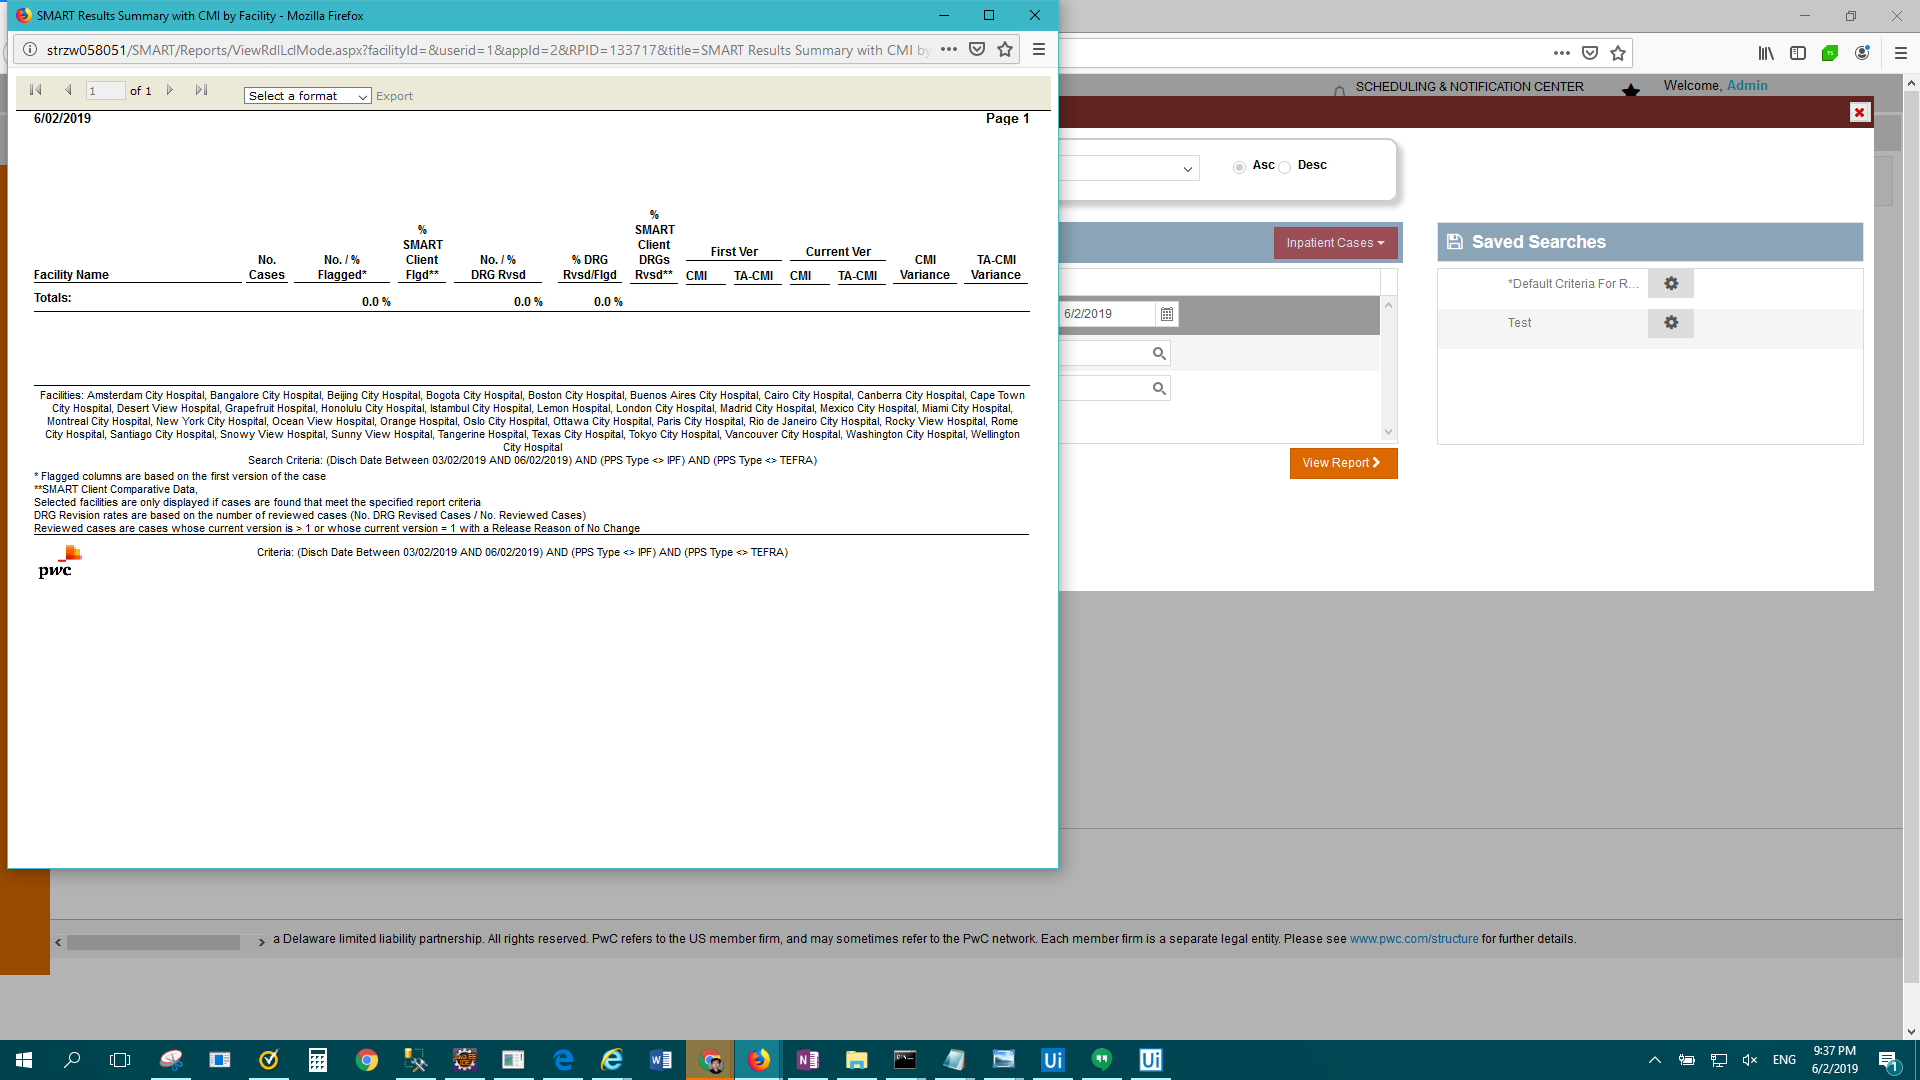 SMART Results Summary with CMI by Facility - Mozilla Firefox
strzw058051/SMART/Reports/ViewRdlLclMode.aspx?facilityId=&userid=1&appId=2&RPID=133717&title=SMART Results Summary with CMI by
1 of 1 Select a format Export
6/02/2019 Page 1
Facility Name
No. Cases
No. / % Flagged*
% SMART Client Flgd**
No. / % DRG Rvsd
% DRG Rvsd/Flgd
% SMART Client DRGs Rvsd**
First Ver
CMI TA-CMI
Current Ver
CMI TA-CMI
CMI Variance
TA-CMI Variance
Totals: 0.0 % 0.0 % 0.0 %
Facilities: Amsterdam City Hospital, Bangalore City Hospital, Beijing City Hospital, Bogota City Hospital, Boston City Hospital, Buenos Aires City Hospital, Cairo City Hospital, Canberra City Hospital, Cape Town
City Hospital, Desert View Hospital, Grapefruit Hospital, Honolulu City Hospital, Istambul City Hospital, Lemon Hospital, London City Hospital, Madrid City Hospital, Mexico City Hospital, Miami City Hospital,
Montreal City Hospital, New York City Hospital, Ocean View Hospital, Orange Hospital, Oslo City Hospital, Ottawa City Hospital, Paris City Hospital, Rio de Janeiro City Hospital, Rocky View Hospital, Rome
City Hospital, Santiago City Hospital, Snowy View Hospital, Sunny View Hospital, Tangerine Hospital, Texas City Hospital, Tokyo City Hospital, Vancouver City Hospital, Washington City Hospital, Wellington
City Hospital
Search Criteria: (Disch Date Between 03/02/2019 AND 06/02/2019) AND (PPS Type <> IPF) AND (PPS Type <> TEFRA)
* Flagged columns are based on the first version of the case
**SMART Client Comparative Data,
Selected facilities are only displayed if cases are found that meet the specified report criteria
DRG Revision rates are based on the number of reviewed cases (No. DRG Revised Cases / No. Reviewed Cases)
Reviewed cases are cases whose current version is > 1 or whose current version = 1 with a Release Reason of No Change
pwc
Criteria: (Disch Date Between 03/02/2019 AND 06/02/2019) AND (PPS Type <> IPF) AND (PPS Type <> TEFRA)
SCHEDULING & NOTIFICATION CENTER
Welcome, Admin
Asc Desc
Inpatient Cases
6/2/2019
View Report
Saved Searches
*Default Criteria For R...
Test
a Delaware limited liability partnership. All rights reserved. PwC refers to the US member firm, and may sometimes refer to the PwC network. Each member firm is a separate legal entity. Please see www.pwc.com/structure for further details.
Ui
Ui
ENG
9:37 PM
6/2/2019
1